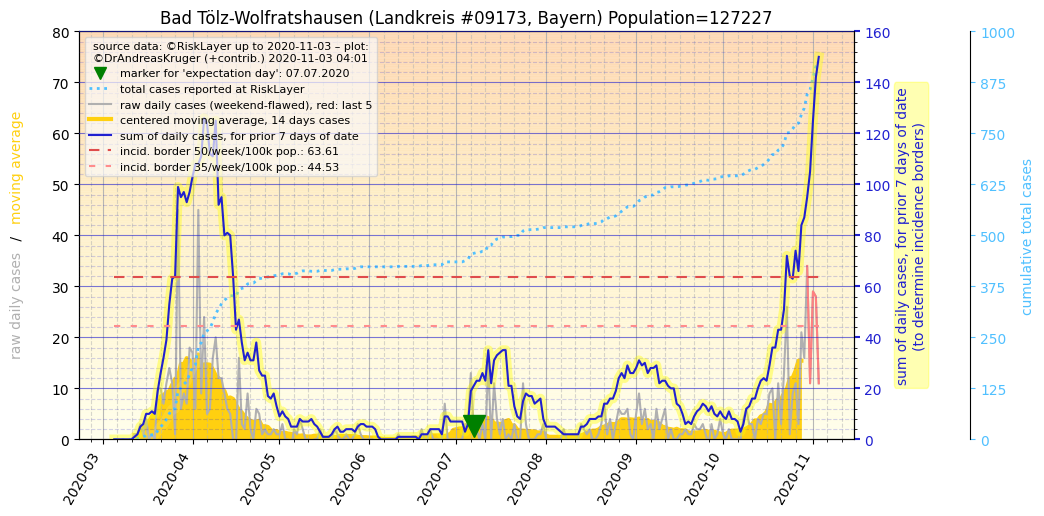 Bad Tölz-Wolfratshausen (Landkreis #09173, Bayern) Population=127227
source data: ©RiskLayer up to 2020-11-03 – plot:
©DrAndreasKruger (+contrib.) 2020-11-03 04:01
marker for 'expectation day': 07.07.2020
total cases reported at RiskLayer
raw daily cases (weekend-flawed), red: last 5
centered moving average, 14 days cases
sum of daily cases, for prior 7 days of date
incid. border 50/week/100k pop.: 63.61
incid. border 35/week/100k pop.: 44.53
raw daily cases / moving average
80
70
60
50
40
30
20
10
0
2020-03
2020-04
2020-05
2020-06
2020-07
2020-08
2020-09
2020-10
2020-11
160
140
120
100
80
60
40
20
0
sum of daily cases, for prior 7 days of date
(to determine incidence borders)
1000
875
750
625
500
375
250
125
0
cumulative total cases